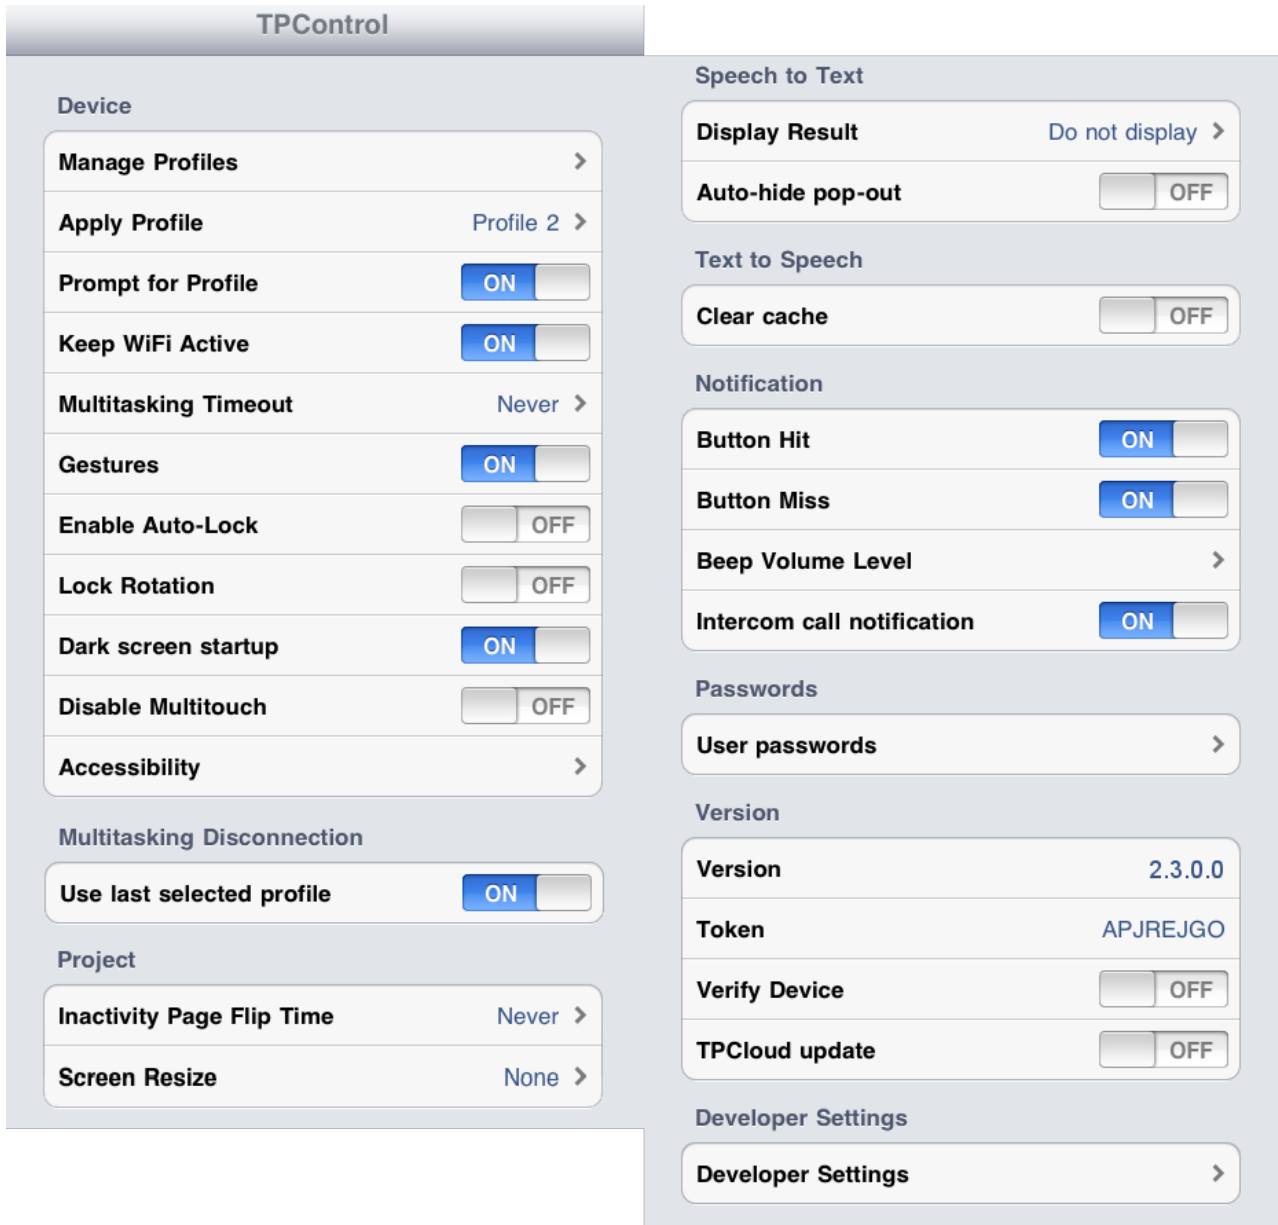 TPControl
Device
Manage Profiles
Apply Profile Profile 2
Prompt for Profile ON
Keep WiFi Active ON
Multitasking Timeout Never
Gestures ON
Enable Auto-Lock OFF
Lock Rotation OFF
Dark screen startup ON
Disable Multitouch OFF
Accessibility
Multitasking Disconnection
Use last selected profile ON
Project
Inactivity Page Flip Time Never
Screen Resize None
Speech to Text
Display Result Do not display
Auto-hide pop-out OFF
Text to Speech
Clear cache OFF
Notification
Button Hit ON
Button Miss ON
Beep Volume Level
Intercom call notification ON
Passwords
User passwords
Version
Version 2.3.0.0
Token APJREJGO
Verify Device OFF
TPCloud update OFF
Developer Settings
Developer Settings